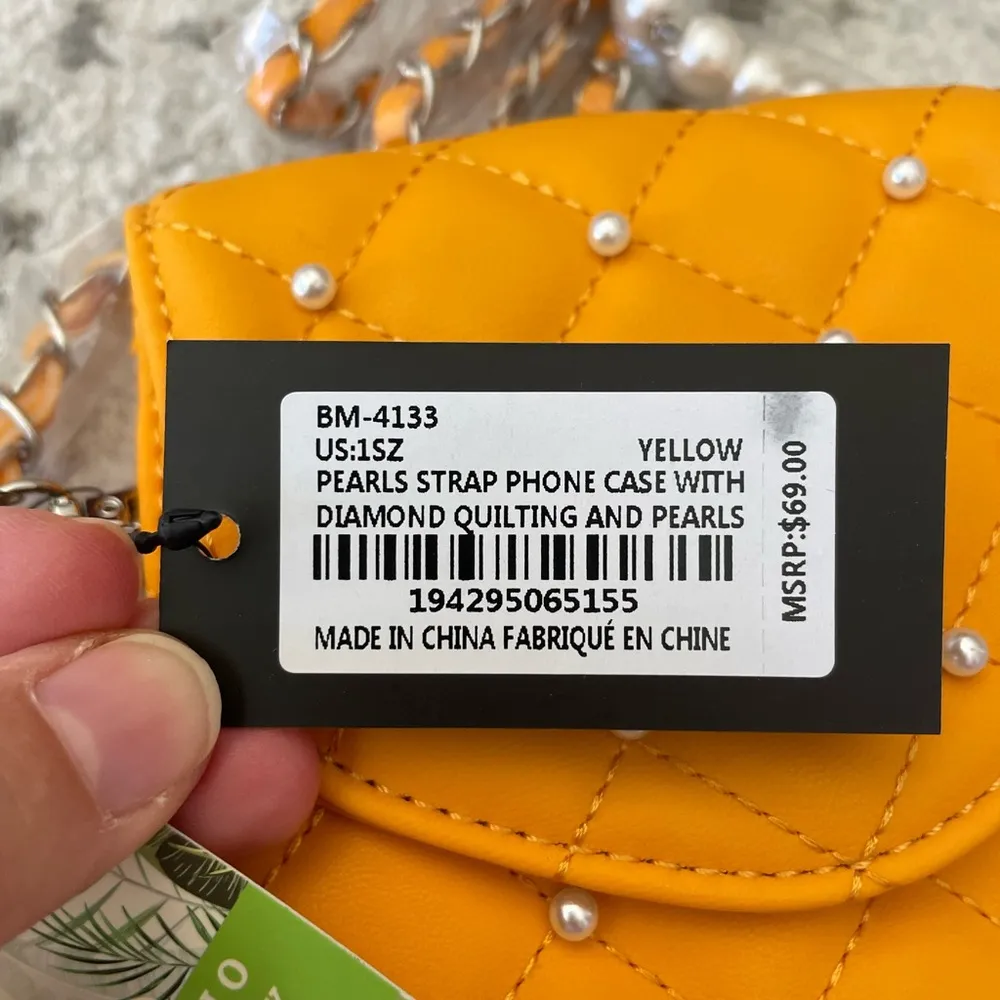 BM-4133
US:1SZ YELLOW
PEARLS STRAP PHONE CASE WITH
DIAMOND QUILTING AND PEARLS
194295065155
MADE IN CHINA FABRIQUÉ EN CHINE
MSRP:$69.00